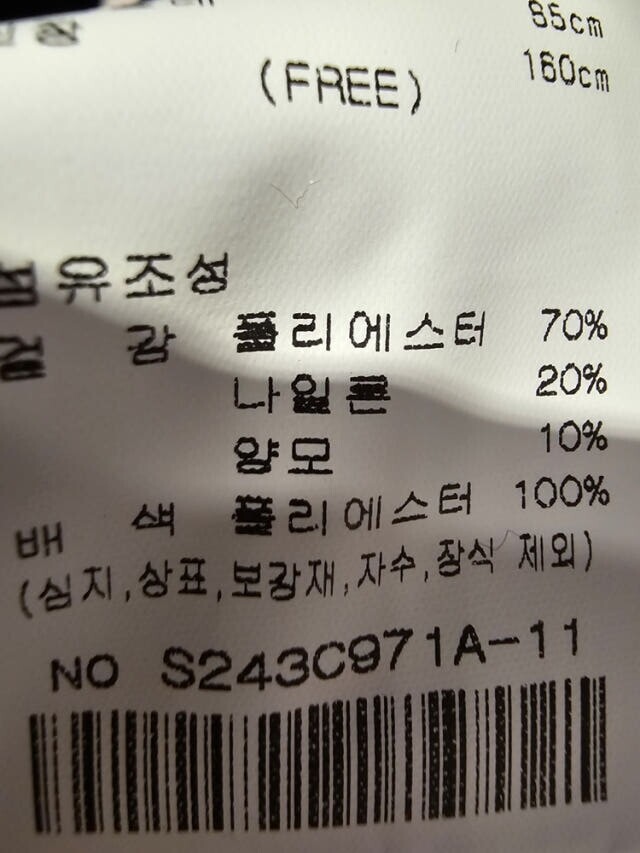 85cm
160cm
(FREE)
섬유조성
겉감 폴리에스터 70%
나일론 20%
양모 10%
배 색 폴리에스터 100%
(심지,상표,보강재,자수,장식 제외)
NO S243C971A-11